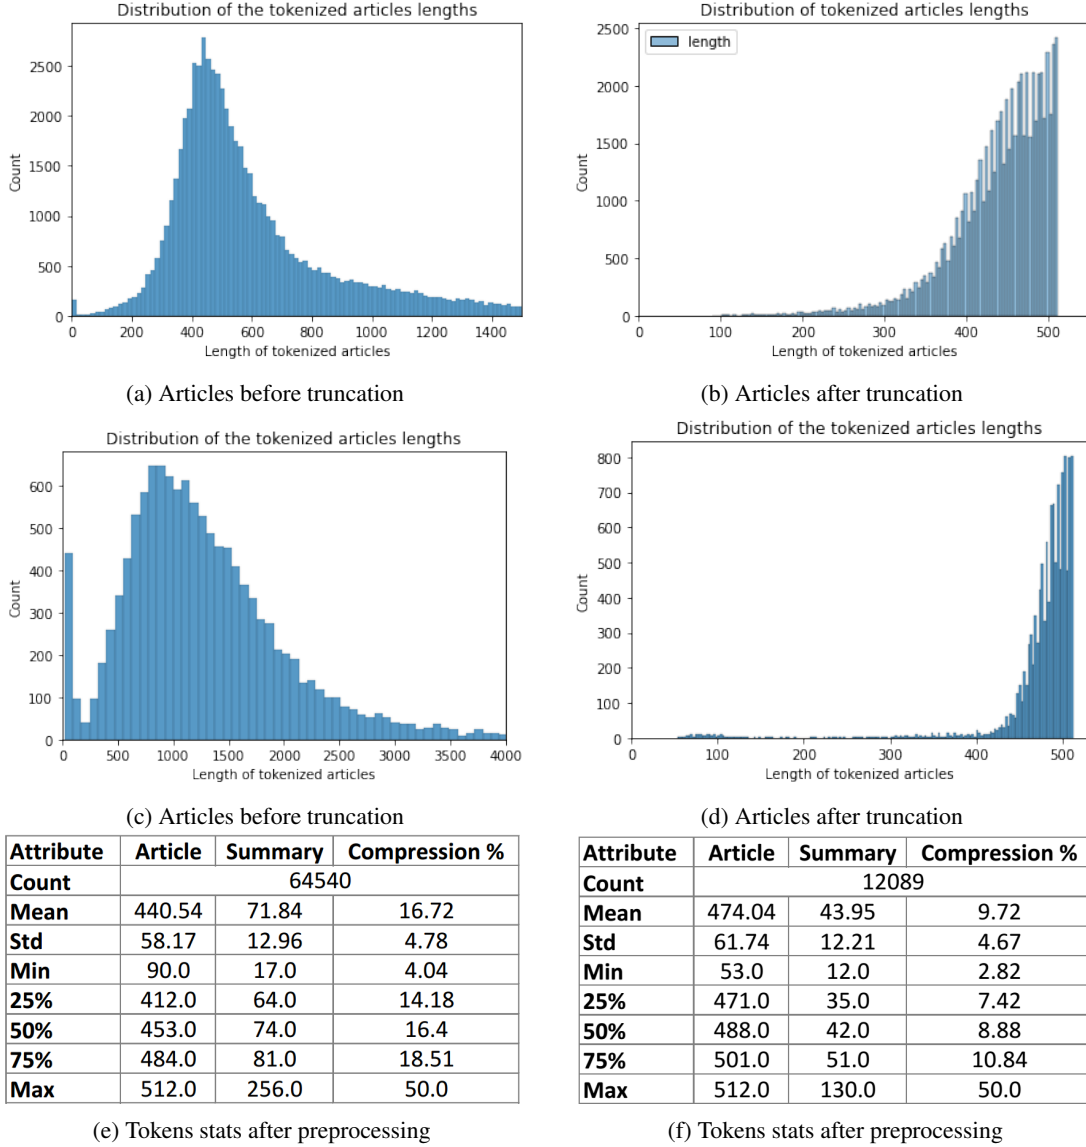 Distribution of the tokenized articles lengths
Count
2500
2000
1500
1000
500
0
0 200 400 600 800 1000 1200 1400
Length of tokenized articles
(a) Articles before truncation
Distribution of the tokenized articles lengths
length
Count
2500
2000
1500
1000
500
0
0 100 200 300 400 500
Length of tokenized articles
(b) Articles after truncation
Distribution of the tokenized articles lengths
Count
600
500
400
300
200
100
0
0 500 1000 1500 2000 2500 3000 3500 4000
Length of tokenized articles
(c) Articles before truncation
Distribution of the tokenized articles lengths
Count
800
700
600
500
400
300
200
100
0
0 100 200 300 400 500
Length of tokenized articles
(d) Articles after truncation
Attribute Article Summary Compression %
Count 64540
Mean 440.54 71.84 16.72
Std 58.17 12.96 4.78
Min 90.0 17.0 4.04
25% 412.0 64.0 14.18
50% 453.0 74.0 16.4
75% 484.0 81.0 18.51
Max 512.0 256.0 50.0
(e) Tokens stats after preprocessing
Attribute Article Summary Compression %
Count 12089
Mean 474.04 43.95 9.72
Std 61.74 12.21 4.67
Min 53.0 12.0 2.82
25% 471.0 35.0 7.42
50% 488.0 42.0 8.88
75% 501.0 51.0 10.84
Max 512.0 130.0 50.0
(f) Tokens stats after preprocessing